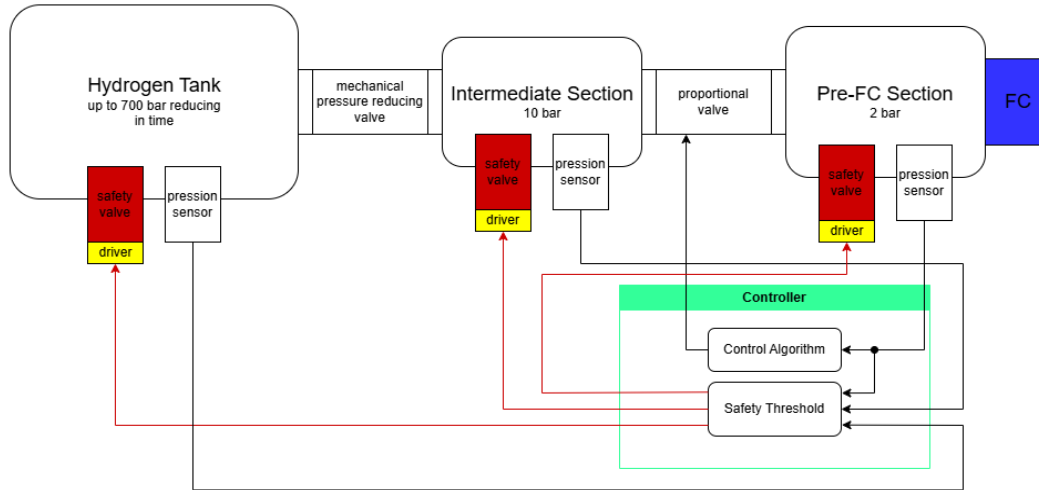 Hydrogen Tank
up to 700 bar reducing
in time
mechanical
pressure reducing
valve
Intermediate Section
10 bar
proportional
valve
Pre-FC Section
2 bar
FC
safety
valve
driver
pression
sensor
safety
valve
driver
pression
sensor
safety
valve
driver
pression
sensor
Controller
Control Algorithm
Safety Threshold